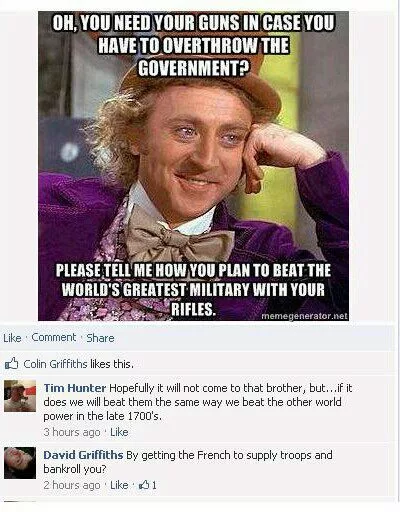 OH, YOU NEED YOUR GUNS IN CASE YOU
HAVE TO OVERTHROW THE
GOVERNMENT?
PLEASE TELL ME HOW YOU PLAN TO BEAT THE
WORLD'S GREATEST MILITARY WITH YOUR
RIFLES.
memegenerator.net
Like · Comment · Share
Colin Griffiths likes this.
Tim Hunter Hopefully it will not come to that brother, but...if it
does we will beat them the same way we beat the other world
power in the late 1700's.
3 hours ago · Like
David Griffiths By getting the French to supply troops and
bankroll you?
2 hours ago · Like · 1